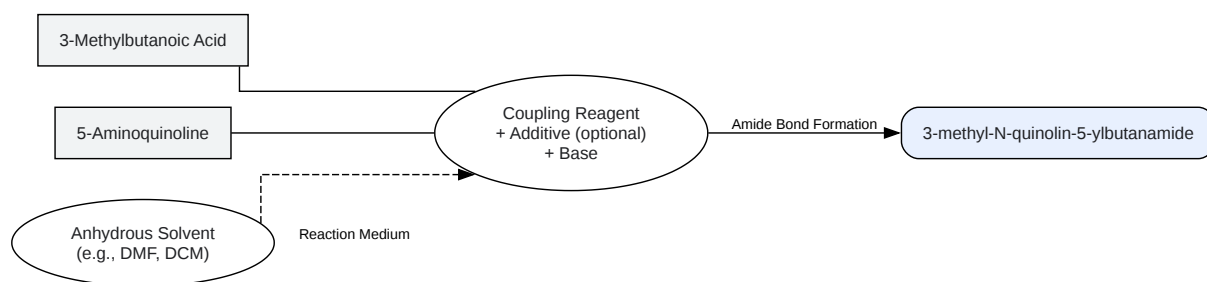 3-Methylbutanoic Acid
5-Aminoquinoline
Anhydrous Solvent
(e.g., DMF, DCM)
Reaction Medium
Coupling Reagent
+ Additive (optional)
+ Base
Amide Bond Formation
3-methyl-N-quinolin-5-ylbutanamide